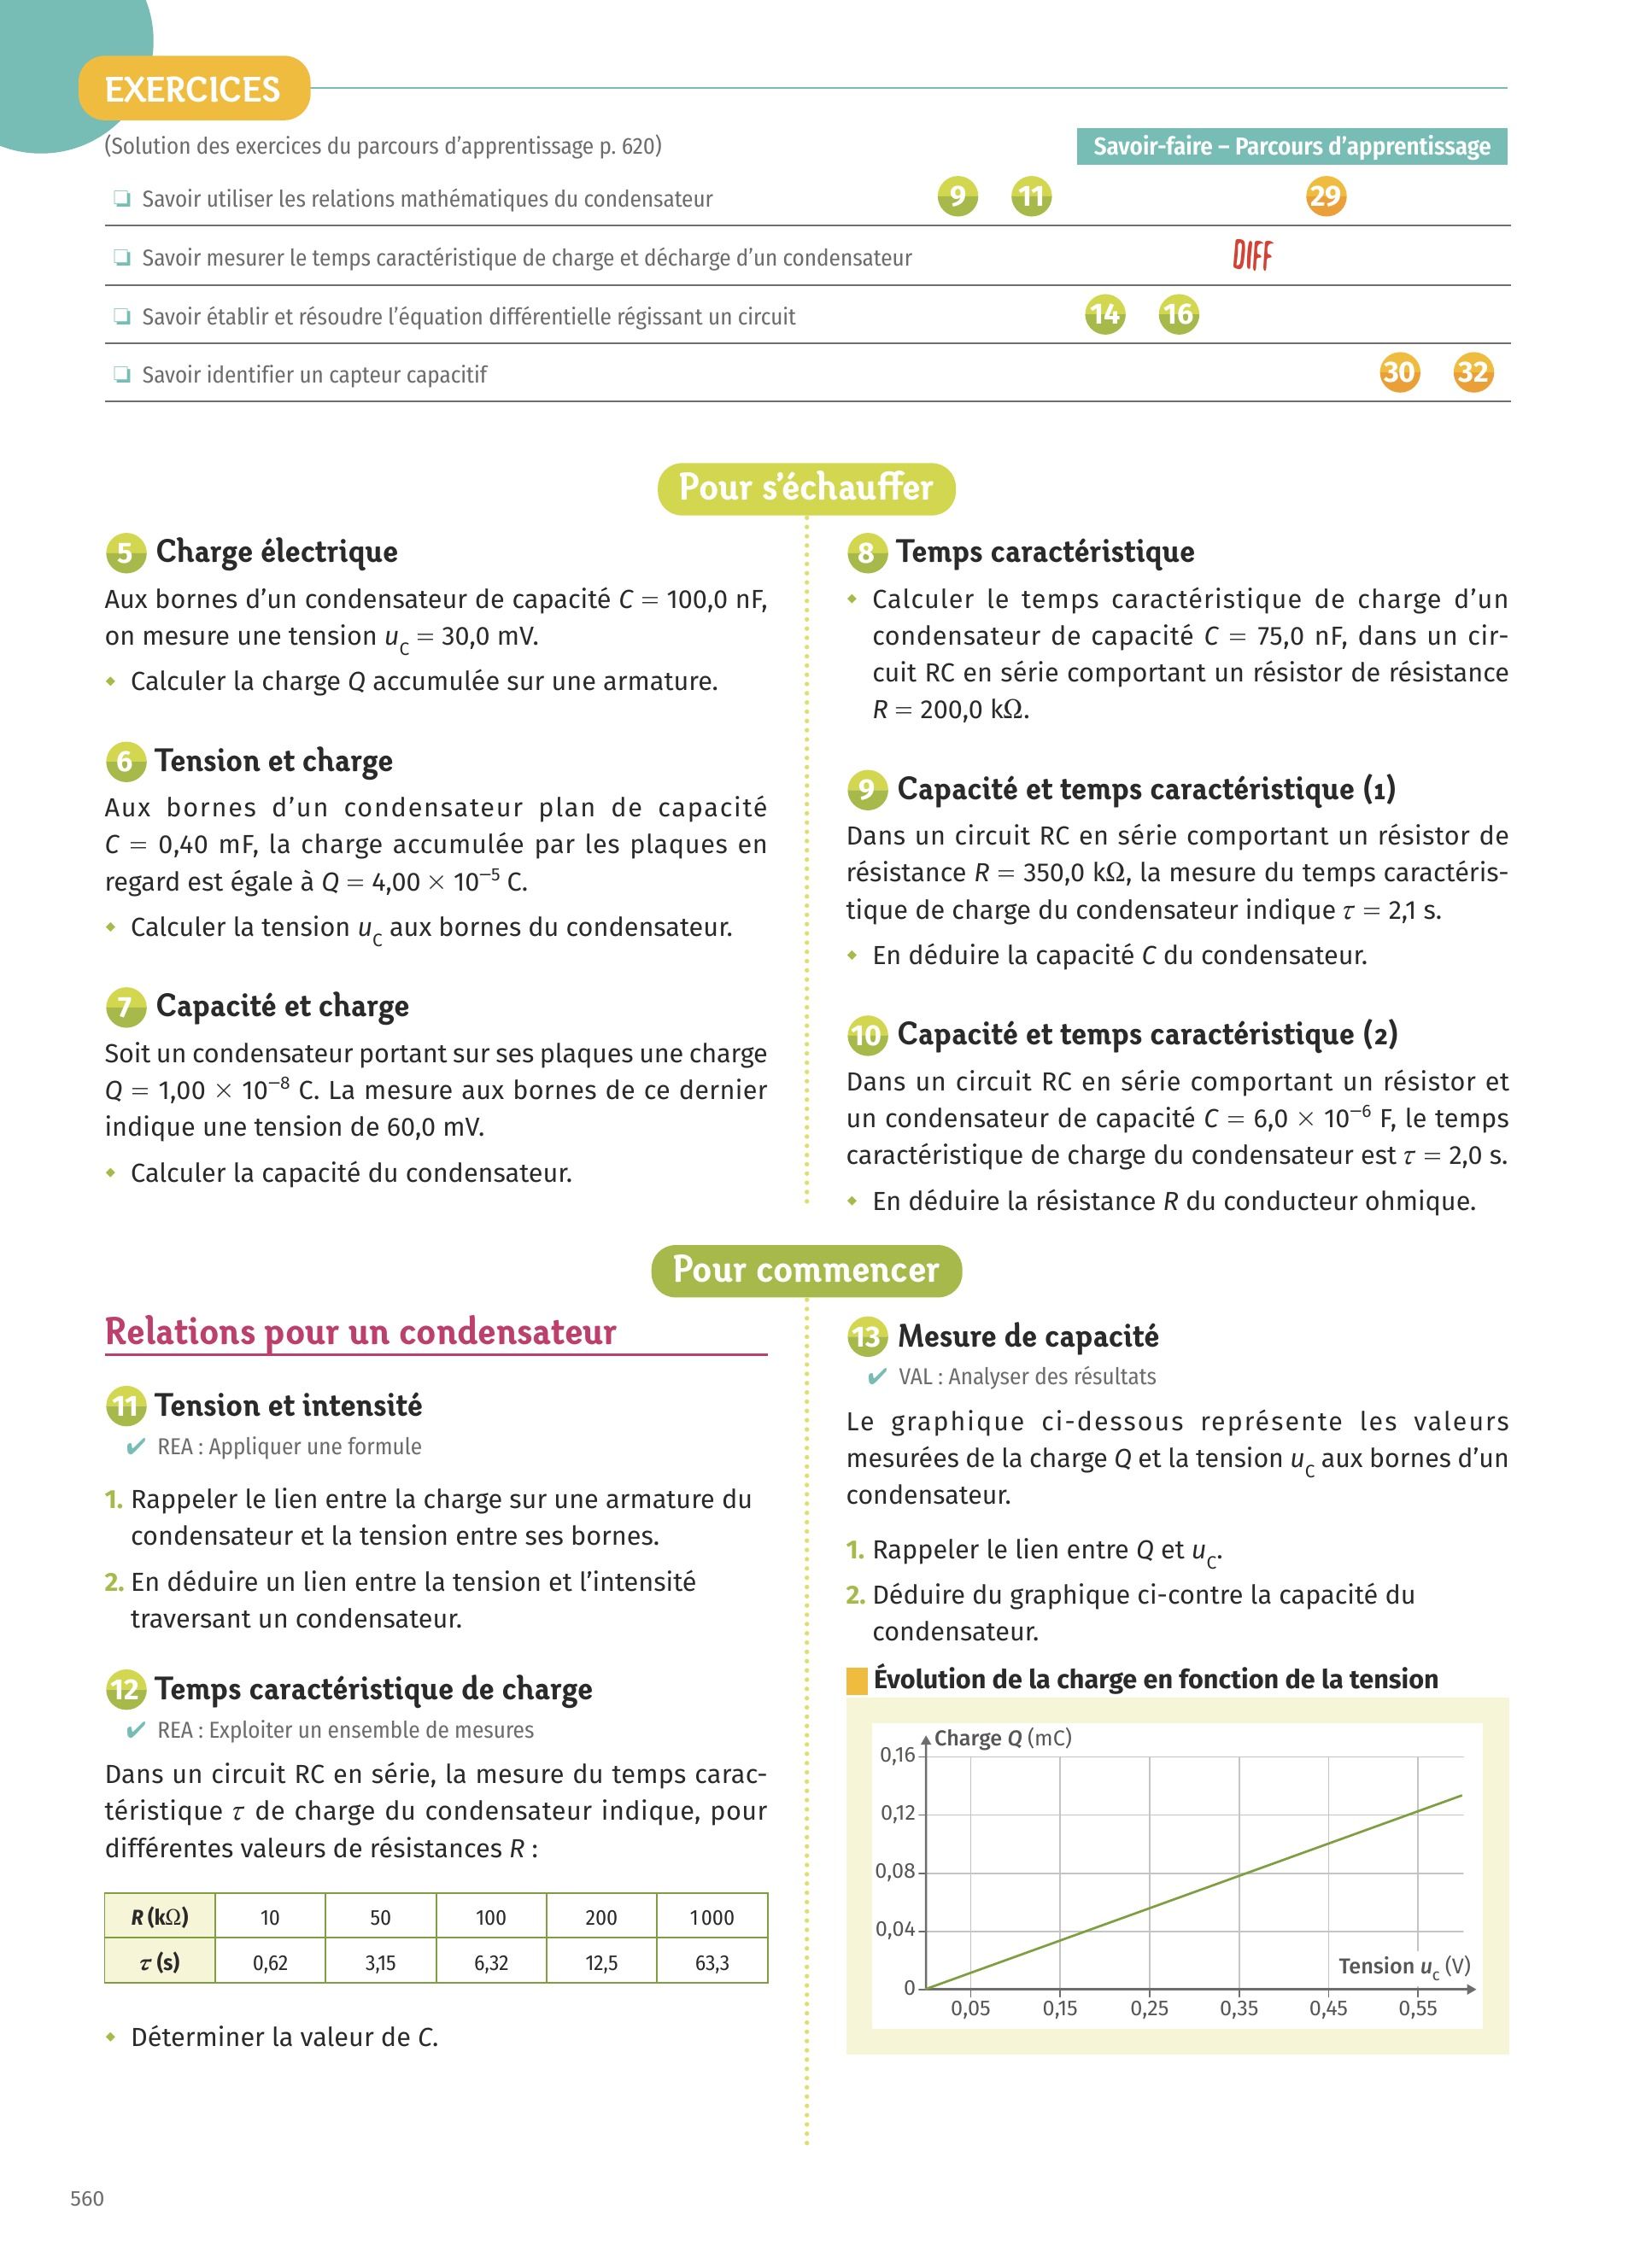 EXERCICES
(Solution des exercices du parcours d'apprentissage p. 620)
Savoir-faire – Parcours d'apprentissage
❏ Savoir utiliser les relations mathématiques du condensateur 9 11 29
❏ Savoir mesurer le temps caractéristique de charge et décharge d'un condensateur DIFF
❏ Savoir établir et résoudre l'équation différentielle régissant un circuit 14 16
❏ Savoir identifier un capteur capacitif 30 32
Pour s'échauffer
5 Charge électrique
Aux bornes d'un condensateur de capacité C = 100,0 nF,
on mesure une tension u_C = 30,0 mV.
• Calculer la charge Q accumulée sur une armature.
6 Tension et charge
Aux bornes d'un condensateur plan de capacité
C = 0,40 mF, la charge accumulée par les plaques en
regard est égale à Q = 4,00 × 10⁻⁵ C.
• Calculer la tension u_C aux bornes du condensateur.
7 Capacité et charge
Soit un condensateur portant sur ses plaques une charge
Q = 1,00 × 10⁻⁸ C. La mesure aux bornes de ce dernier
indique une tension de 60,0 mV.
• Calculer la capacité du condensateur.
8 Temps caractéristique
• Calculer le temps caractéristique de charge d'un
condensateur de capacité C = 75,0 nF, dans un cir-
cuit RC en série comportant un résistor de résistance
R = 200,0 kΩ.
9 Capacité et temps caractéristique (1)
Dans un circuit RC en série comportant un résistor de
résistance R = 350,0 kΩ, la mesure du temps caractéris-
tique de charge du condensateur indique τ = 2,1 s.
• En déduire la capacité C du condensateur.
10 Capacité et temps caractéristique (2)
Dans un circuit RC en série comportant un résistor et
un condensateur de capacité C = 6,0 × 10⁻⁶ F, le temps
caractéristique de charge du condensateur est τ = 2,0 s.
• En déduire la résistance R du conducteur ohmique.
Pour commencer
Relations pour un condensateur
11 Tension et intensité
✔ REA : Appliquer une formule
1. Rappeler le lien entre la charge sur une armature du
condensateur et la tension entre ses bornes.
2. En déduire un lien entre la tension et l'intensité
traversant un condensateur.
12 Temps caractéristique de charge
✔ REA : Exploiter un ensemble de mesures
Dans un circuit RC en série, la mesure du temps carac-
téristique τ de charge du condensateur indique, pour
différentes valeurs de résistances R :
R (kΩ) 10 50 100 200 1 000
τ (s) 0,62 3,15 6,32 12,5 63,3
• Déterminer la valeur de C.
13 Mesure de capacité
✔ VAL : Analyser des résultats
Le graphique ci-dessous représente les valeurs
mesurées de la charge Q et la tension u_C aux bornes d'un
condensateur.
1. Rappeler le lien entre Q et u_C.
2. Déduire du graphique ci-contre la capacité du
condensateur.
Évolution de la charge en fonction de la tension
Charge Q (mC)
0,16
0,12
0,08
0,04
0
Tension u_C (V)
0,05 0,15 0,25 0,35 0,45 0,55
560